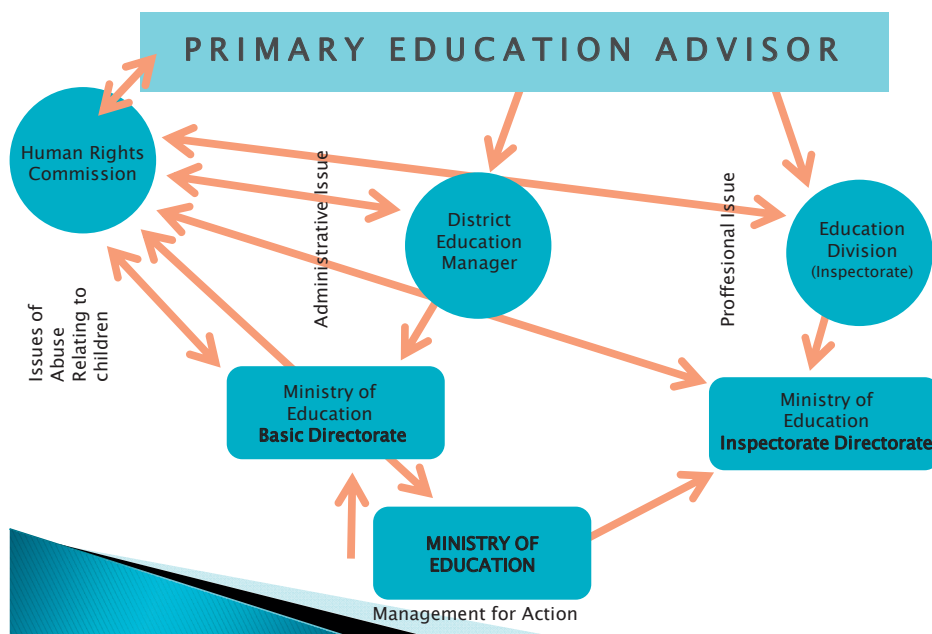 PRIMARY EDUCATION ADVISOR
Human Rights
Commission
Administrative Issue
District
Education
Manager
Proffesional Issue
Education
Division
(Inspectorate)
Issues of
Abuse
Relating to
children
Ministry of
Education
Basic Directorate
Ministry of
Education
Inspectorate Directorate
MINISTRY OF
EDUCATION
Management for Action